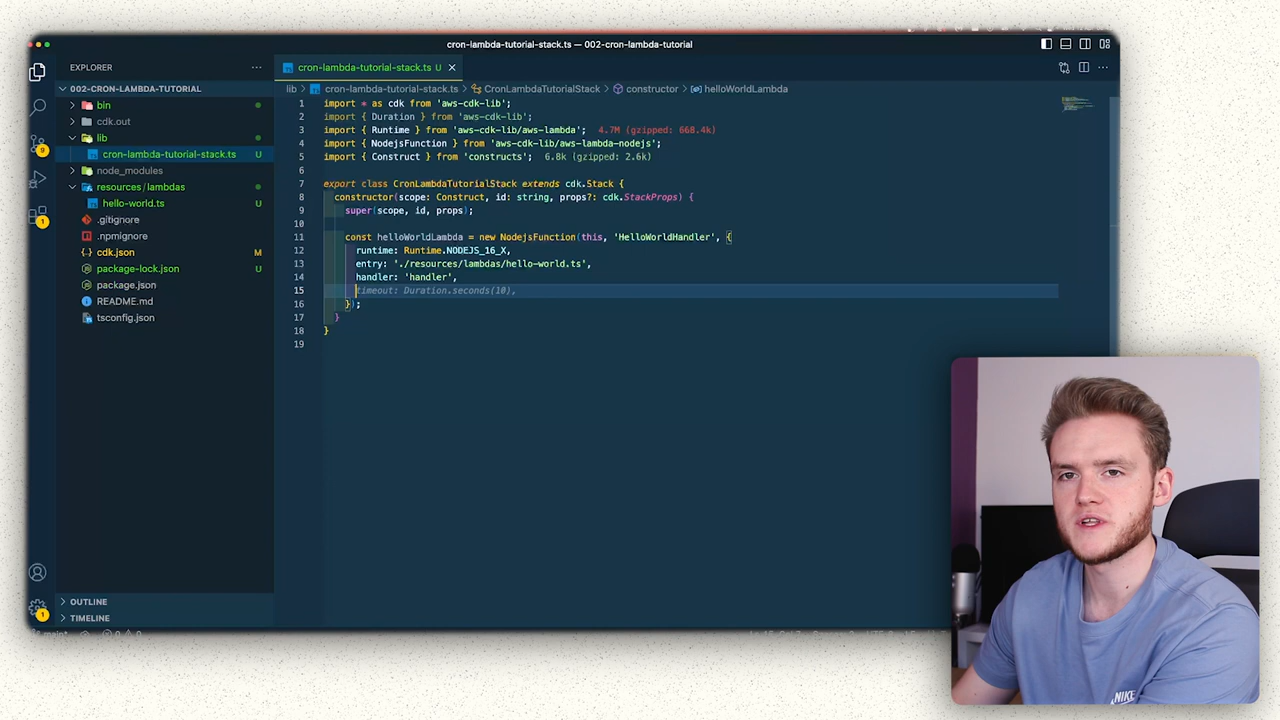 cron-lambda-tutorial-stack.ts — 002-cron-lambda-tutorial
EXPLORER
cron-lambda-tutorial-stack.ts U
002-CRON-LAMBDA-TUTORIAL
lib › cron-lambda-tutorial-stack.ts › CronLambdaTutorialStack › constructor › helloWorldLambda
bin
cdk.out
lib
cron-lambda-tutorial-stack.ts U
node_modules
resources/lambdas
hello-world.ts U
.gitignore
.npmignore
cdk.json M
package-lock.json U
package.json
README.md
tsconfig.json
OUTLINE
TIMELINE
9
1
1
1 import * as cdk from 'aws-cdk-lib';
2 import { Duration } from 'aws-cdk-lib';
3 import { Runtime } from 'aws-cdk-lib/aws-lambda'; 4.7M (gzipped: 668.4k)
4 import { NodejsFunction } from 'aws-cdk-lib/aws-lambda-nodejs';
5 import { Construct } from 'constructs'; 6.8k (gzipped: 2.6k)
6
7 export class CronLambdaTutorialStack extends cdk.Stack {
8 constructor(scope: Construct, id: string, props?: cdk.StackProps) {
9 super(scope, id, props);
10
11 const helloWorldLambda = new NodejsFunction(this, 'HelloWorldHandler', {
12 runtime: Runtime.NODEJS_16_X,
13 entry: './resources/lambdas/hello-world.ts',
14 handler: 'handler',
15 timeout: Duration.seconds(10),
16 });
17 }
18 }
19
NIKE